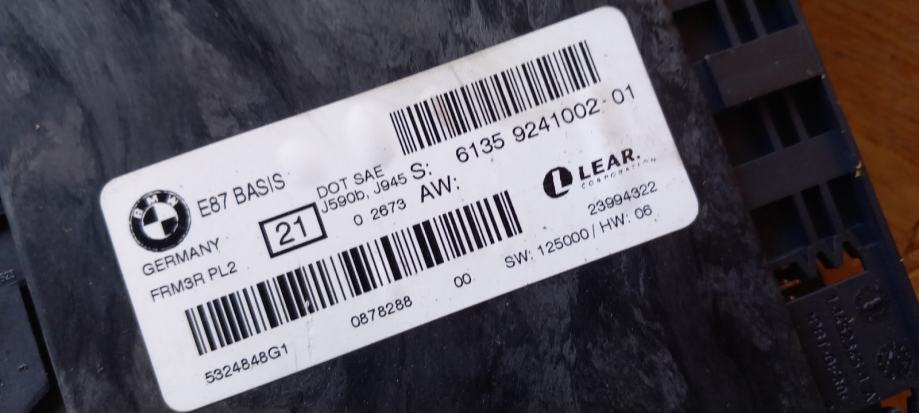 S: 6135 9241002-01
BMW
E87 BASIS
DOT SAE
J590b, J945
AW:
LEAR.
CORPORATION
GERMANY
21
0 2673
23994322
FRM3R PL2
SW: 125000 / HW: 06
0878288
00
5324848G1